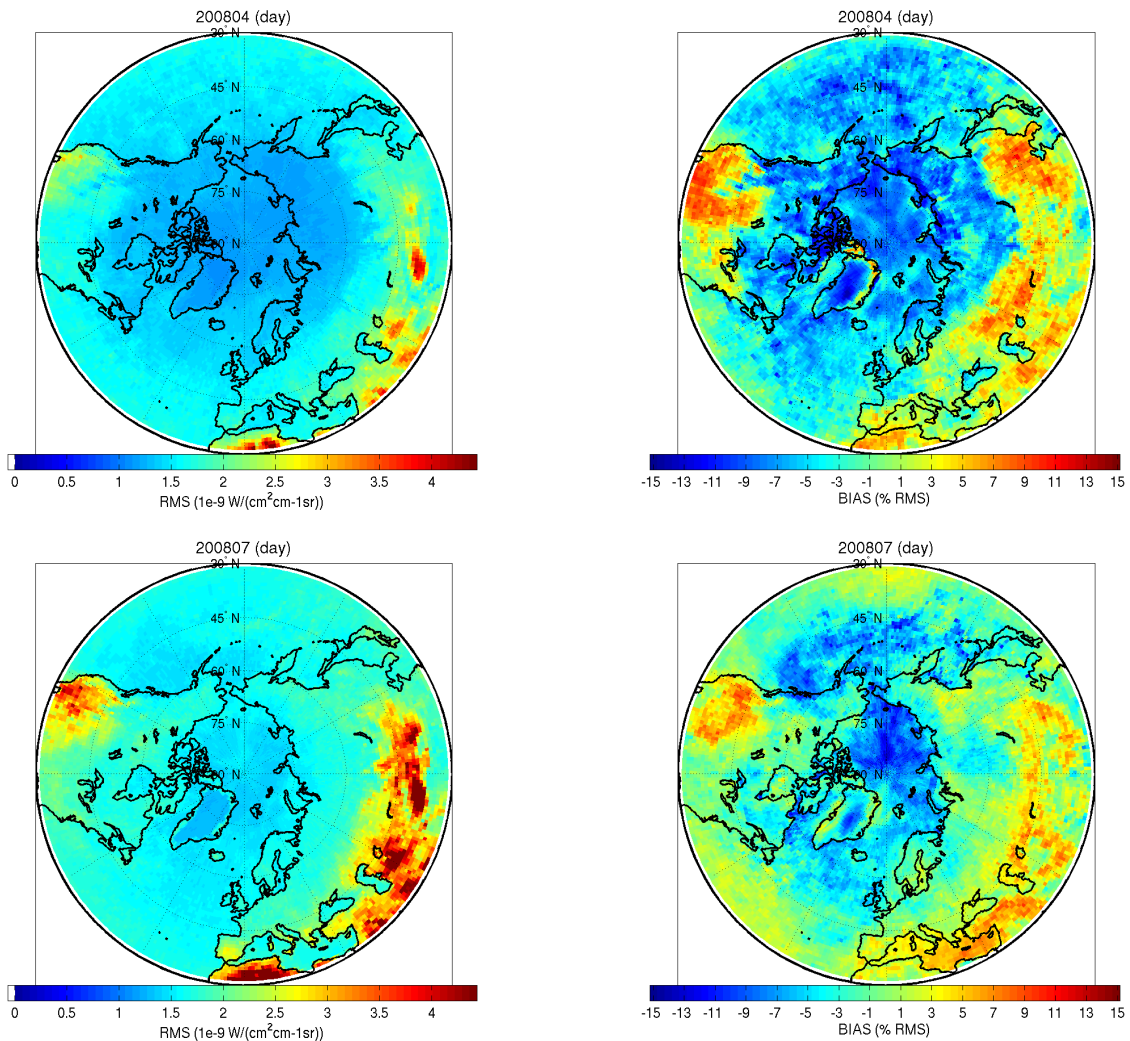 200804 (day)
30° N
45° N
60° N
75° N
90° N
0 0.5 1 1.5 2 2.5 3 3.5 4
RMS (1e-9 W/(cm²cm-1sr))
200804 (day)
30° N
45° N
60° N
75° N
90° N
-15 -13 -11 -9 -7 -5 -3 -1 1 3 5 7 9 11 13 15
BIAS (% RMS)
200807 (day)
30° N
45° N
60° N
75° N
90° N
0 0.5 1 1.5 2 2.5 3 3.5 4
RMS (1e-9 W/(cm²cm-1sr))
200807 (day)
30° N
45° N
60° N
75° N
90° N
-15 -13 -11 -9 -7 -5 -3 -1 1 3 5 7 9 11 13 15
BIAS (% RMS)